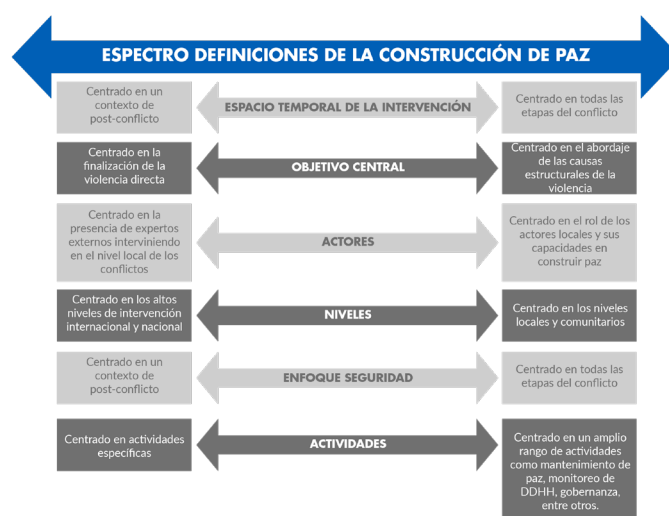 ESPECTRO DEFINICIONES DE LA CONSTRUCCIÓN DE PAZ
Centrado en un
contexto de
post-conflicto
ESPACIO TEMPORAL DE LA INTERVENCIÓN
Centrado en todas las
etapas del conflicto
Centrado en la
finalización de la
violencia directa
OBJETIVO CENTRAL
Centrado en el abordaje
de las causas
estructurales de la
violencia
Centrado en la
presencia de expertos
externos interviniendo
en el nivel local de los
conflictos
ACTORES
Centrado en el rol de los
actores locales y sus
capacidades en
construir paz
Centrado en los altos
niveles de intervención
internacional y nacional
NIVELES
Centrado en los niveles
locales y comunitarios
Centrado en un
contexto de
post-conflicto
ENFOQUE SEGURIDAD
Centrado en todas las
etapas del conflicto
Centrado en actividades
específicas
ACTIVIDADES
Centrado en un amplio
rango de actividades
como mantenimiento de
paz, monitoreo de
DDHH, gobernanza,
entre otros.